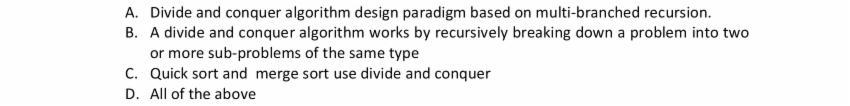 A. Divide and conquer algorithm design paradigm based on multi-branched recursion.
B. A divide and conquer algorithm works by recursively breaking down a problem into two
or more sub-problems of the same type
C. Quick sort and  merge sort use divide and conquer
D. All of the above